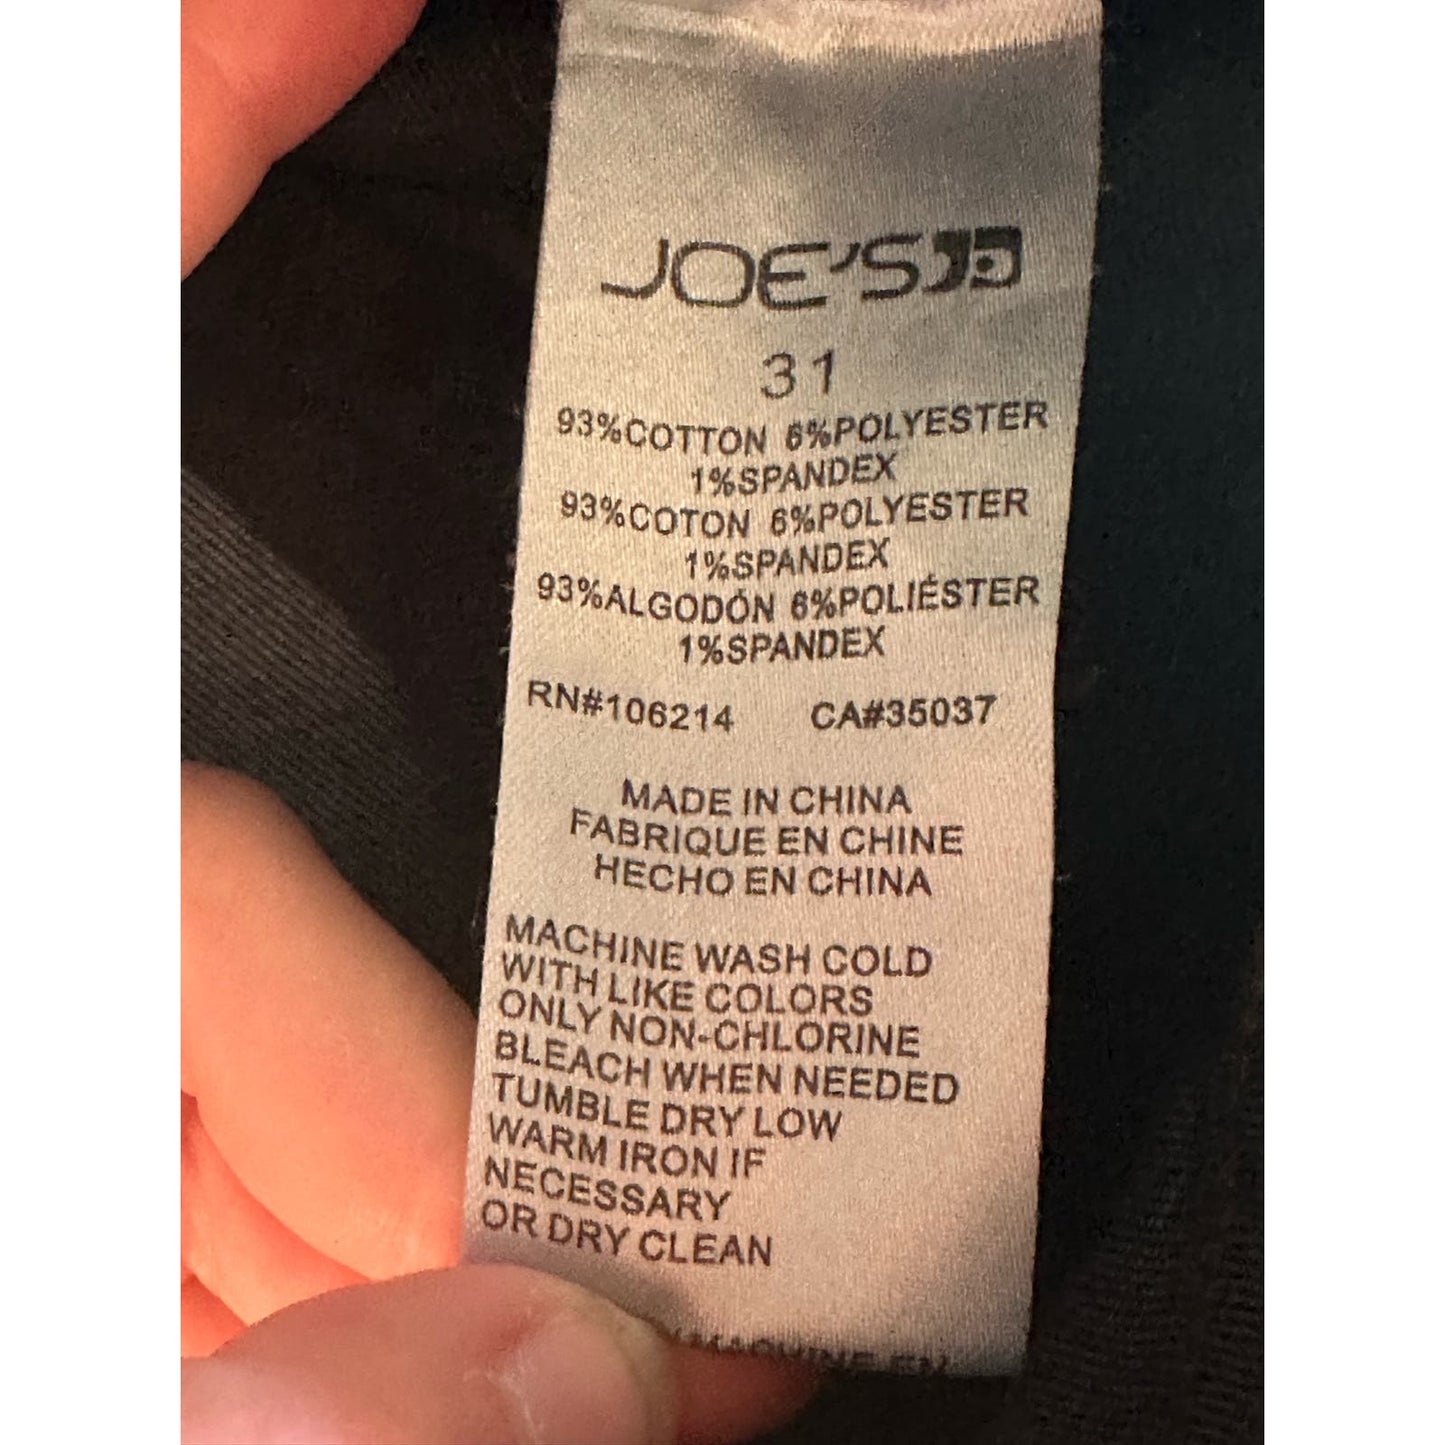 JOE'S
31
93%COTTON 6%POLYESTER
1%SPANDEX
93%COTON 6%POLYESTER
1%SPANDEX
93%ALGODÓN 6%POLIÉSTER
1%SPANDEX
RN#106214 CA#35037
MADE IN CHINA
FABRIQUE EN CHINE
HECHO EN CHINA
MACHINE WASH COLD
WITH LIKE COLORS
ONLY NON-CHLORINE
BLEACH WHEN NEEDED
TUMBLE DRY LOW
WARM IRON IF
NECESSARY
OR DRY CLEAN
MACHINE EN